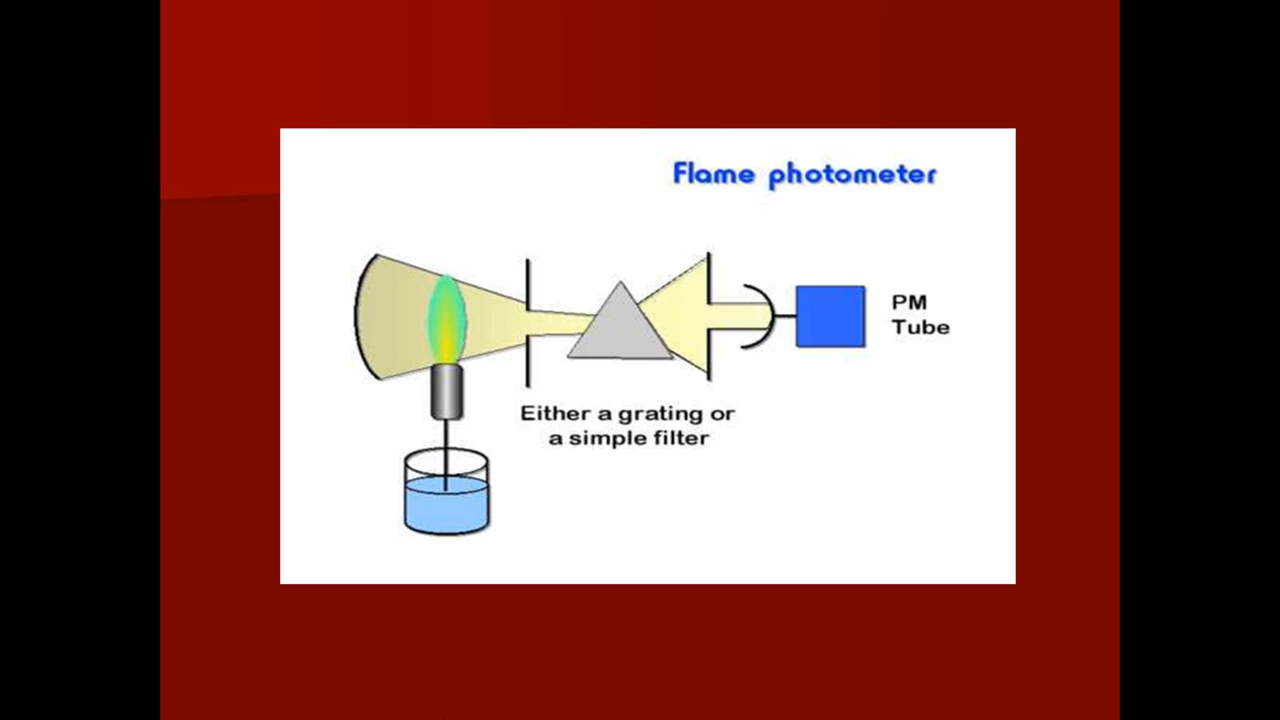 Flame photometer
PM
Tube
Either a grating or
a simple filter